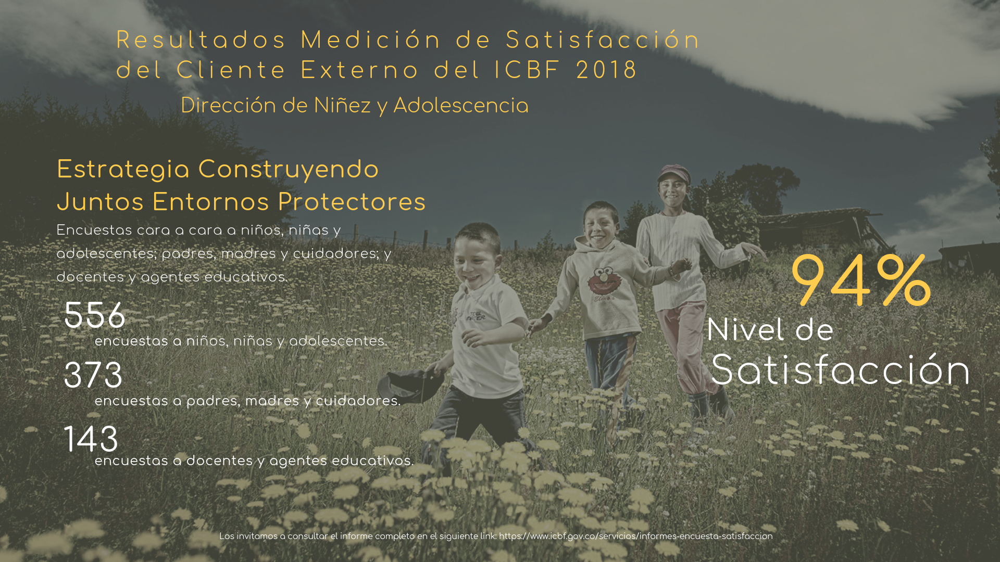 Resultados Medición de Satisfacción
del Cliente Externo del ICBF 2018
Dirección de Niñez y Adolescencia
Estrategia Construyendo
Juntos Entornos Protectores
Encuestas cara a cara a niños, niñas y
adolescentes; padres, madres y cuidadores; y
docentes y agentes educativos.
556
encuestas a niños, niñas y adolescentes.
373
encuestas a padres, madres y cuidadores.
143
encuestas a docentes y agentes educativos.
94%
Nivel de
Satisfacción
Los invitamos a consultar el informe completo en el siguiente link: https://www.icbf.gov.co/servicios/informes-encuesta-satisfaccion